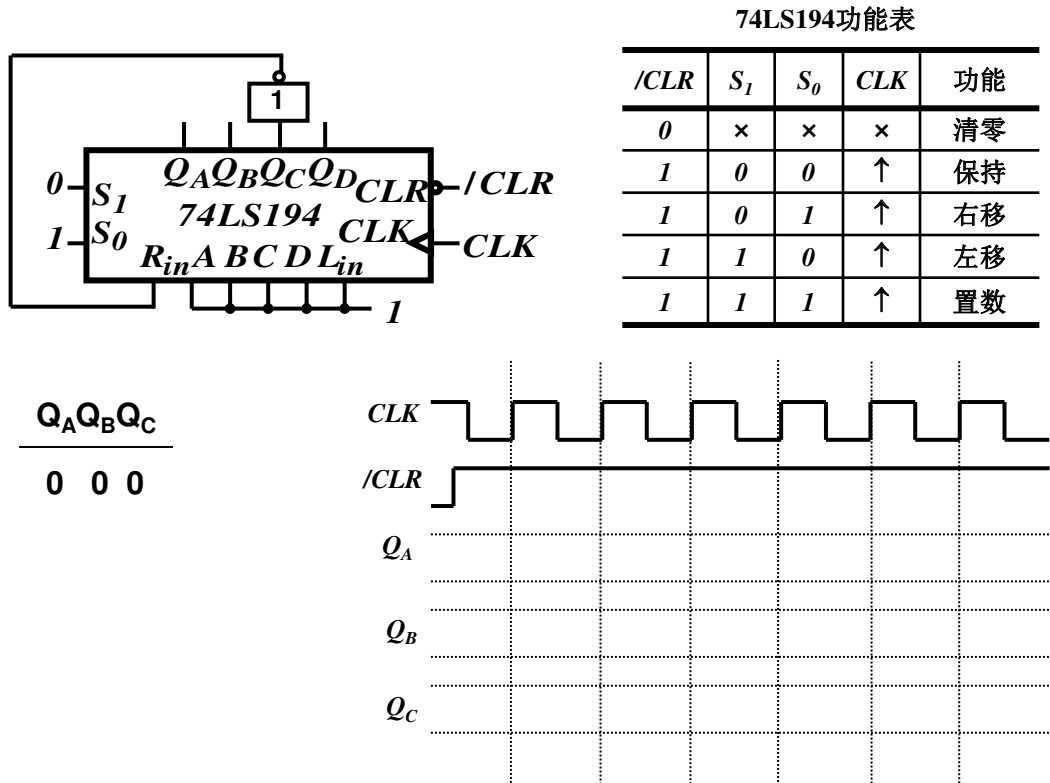 74LS194功能表
/CLR S1 S0 CLK 功能
0 × × × 清零
1 0 0 ↑ 保持
1 0 1 ↑ 右移
1 1 0 ↑ 左移
1 1 1 ↑ 置数
1
QA QB QC QD
0 S1 CLR /CLR
74LS194
1 S0 CLK CLK
Rin A B C D Lin
1
QAQBQC
0 0 0
CLK
/CLR
QA
QB
QC